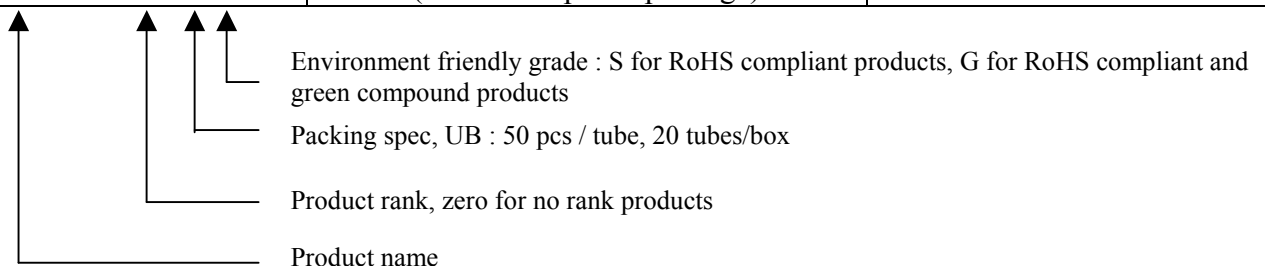 Environment friendly grade : S for RoHS compliant products, G for RoHS compliant and
green compound products
Packing spec, UB : 50 pcs / tube, 20 tubes/box
Product rank, zero for no rank products
Product name